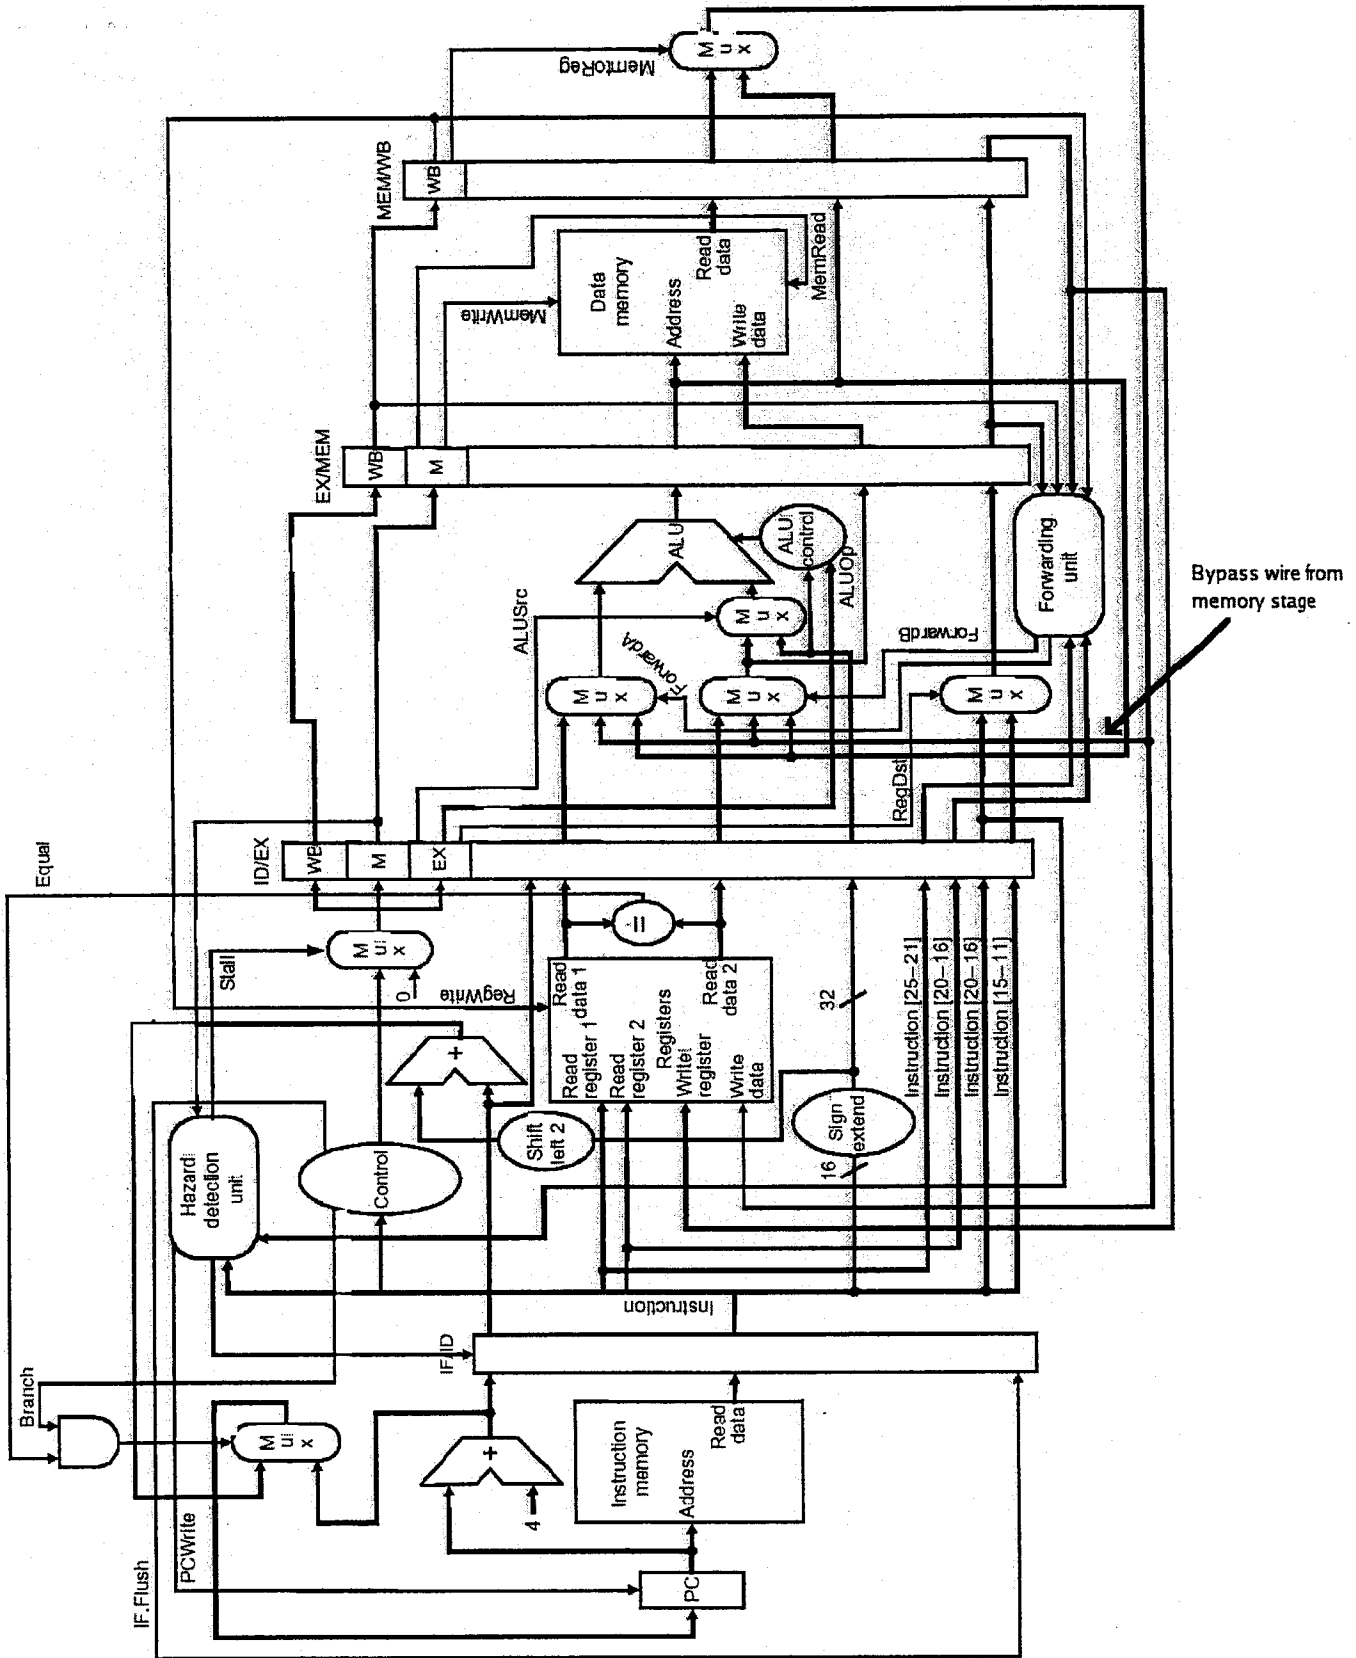 M
u
x
MemtoReg
MEM/WB
WB
Data
memory
Address
Read
data
Write
data
MemWrite
MemRead
EX/MEM
WB
M
ALU
ALU
control
ALUOp
Forwarding
unit
ALUSrc
M
u
x
ForwardA
M
u
x
M
u
x
ForwardB
M
u
x
RegDst
Bypass wire from
memory stage
Equal
ID/EX
WB
M
EX
=
Stall
M
u
x
0
RegWrite
Read
data 1
Read
register 1
Read
register 2
Registers
Write
register
Write
data
Read
data 2
32
Instruction [25–21]
Instruction [20–16]
Instruction [20–16]
Instruction [15–11]
+
Hazard
detection
unit
Control
Shift
left 2
Sign
extend
16
Instruction
IF/ID
Branch
M
u
x
+
4
Instruction
memory
Address
Read
data
PCWrite
IF.Flush
PC